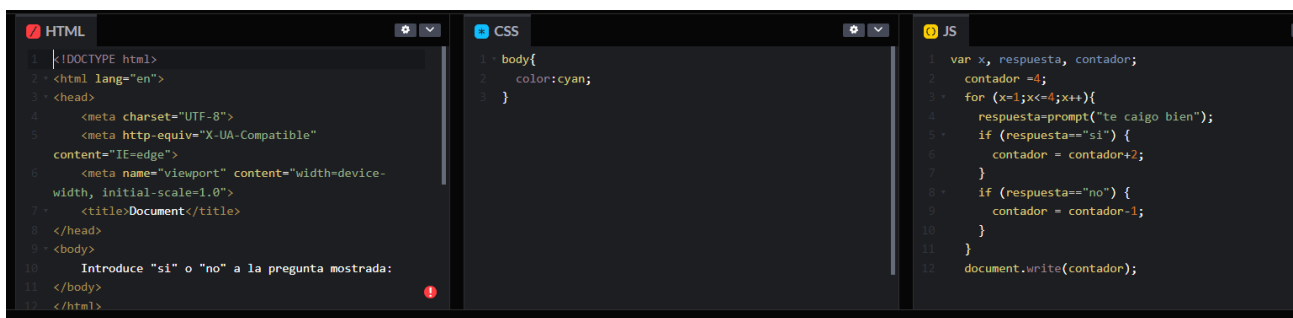 HTML
1 <!DOCTYPE html>
2 <html lang="en">
3 <head>
4 <meta charset="UTF-8">
5 <meta http-equiv="X-UA-Compatible"
content="IE=edge">
6 <meta name="viewport" content="width=device-
width, initial-scale=1.0">
7 <title>Document</title>
8 </head>
9 <body>
10 Introduce "si" o "no" a la pregunta mostrada:
11 </body>
12 </html>
CSS
1 body{
2 color:cyan;
3 }
JS
1 var x, respuesta, contador;
2 contador =4;
3 for (x=1;x<=4;x++){
4 respuesta=prompt("te caigo bien");
5 if (respuesta=="si") {
6 contador = contador+2;
7 }
8 if (respuesta=="no") {
9 contador = contador-1;
10 }
11 }
12 document.write(contador);